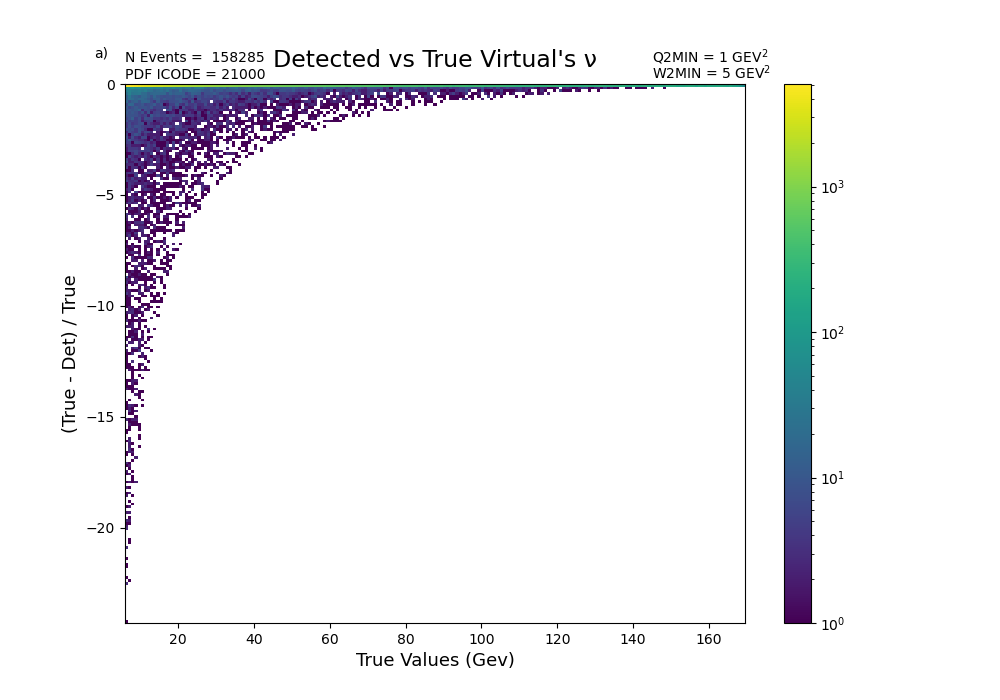 a)
N Events =  158285
PDF ICODE = 21000
Detected vs True Virtual's ν
Q2MIN = 1 GEV²
W2MIN = 5 GEV²
0
−5
−10
−15
−20
(True - Det) / True
20 40 60 80 100 120 140 160
True Values (Gev)
10³
10²
10¹
10⁰